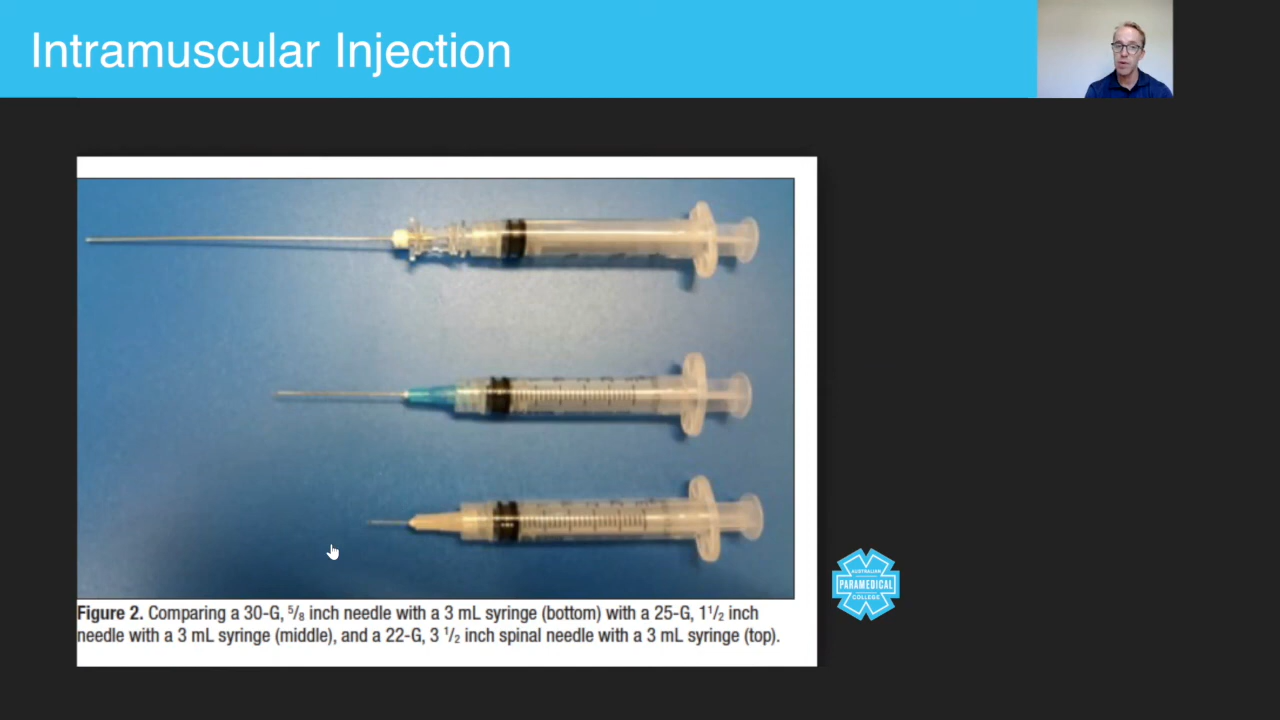 Intramuscular Injection
AUSTRALIAN
PARAMEDICAL
COLLEGE
Figure 2. Comparing a 30-G, 5/8 inch needle with a 3 mL syringe (bottom) with a 25-G, 1 1/2 inch
needle with a 3 mL syringe (middle), and a 22-G, 3 1/2 inch spinal needle with a 3 mL syringe (top).